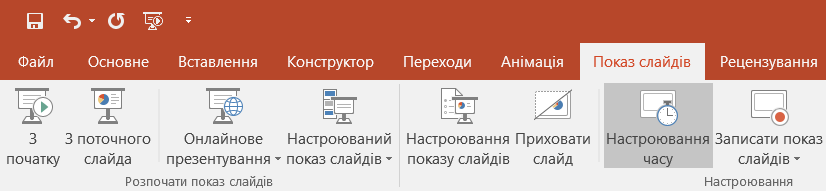 Файл Основне Вставлення Конструктор Переходи Анімація Показ слайдів Рецензування
З початку
З поточного слайда
Онлайнове презентування
Настроюваний показ слайдів
Настроювання показу слайдів
Приховати слайд
Настроювання часу
Записати показ слайдів
Розпочати показ слайдів
Настроювання